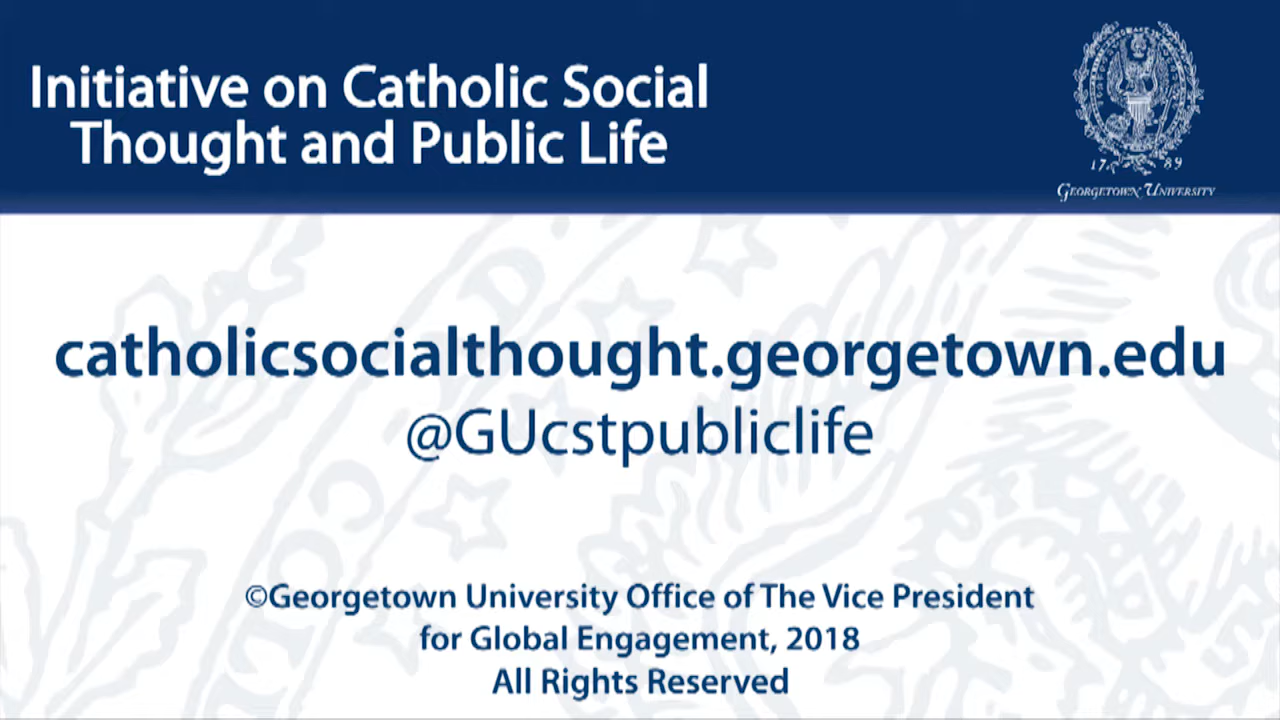 Initiative on Catholic Social
Thought and Public Life
17 89
Georgetown University
catholicsocialthought.georgetown.edu
@GUcstpubliclife
©Georgetown University Office of The Vice President
for Global Engagement, 2018
All Rights Reserved